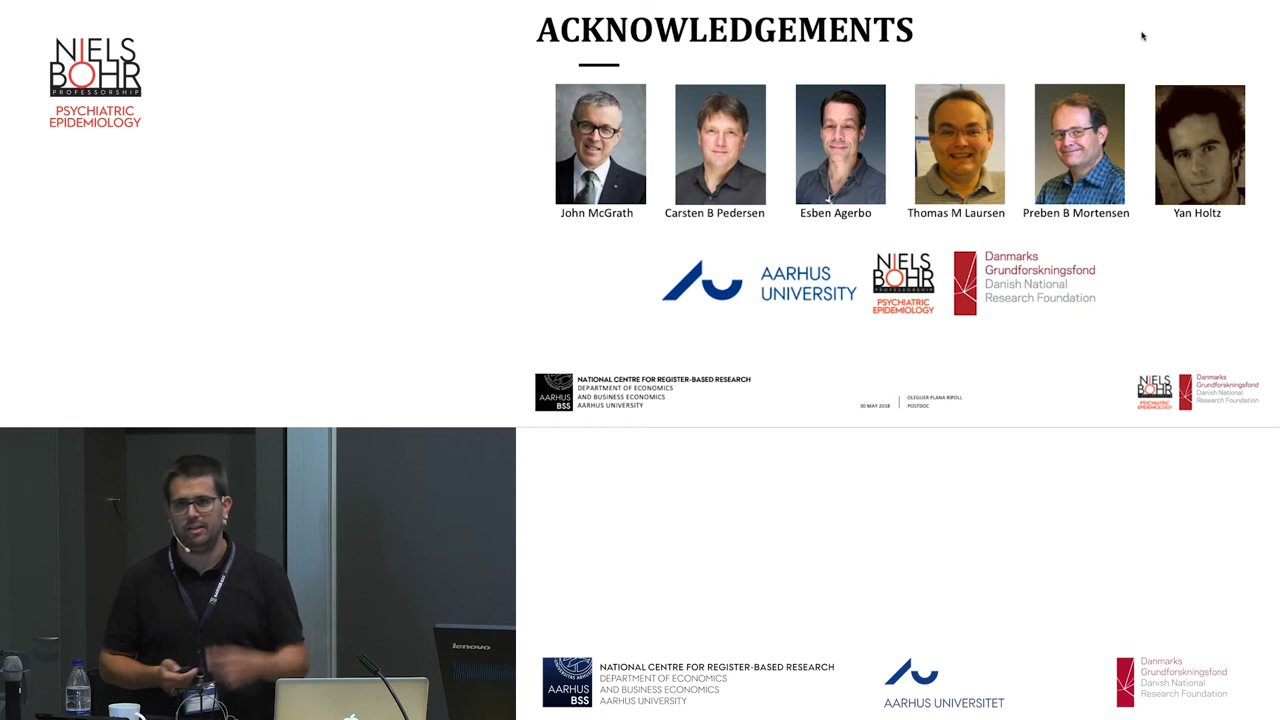 NIELS
BOHR
PROFESSORSHIP
PSYCHIATRIC
EPIDEMIOLOGY
ACKNOWLEDGEMENTS
John McGrath
Carsten B Pedersen
Esben Agerbo
Thomas M Laursen
Preben B Mortensen
Yan Holtz
AARHUS
UNIVERSITY
NIELS
BOHR
PROFESSORSHIP
PSYCHIATRIC
EPIDEMIOLOGY
Danmarks
Grundforskningsfond
Danish National
Research Foundation
AARHUS
BSS
NATIONAL CENTRE FOR REGISTER-BASED RESEARCH
DEPARTMENT OF ECONOMICS
AND BUSINESS ECONOMICS
AARHUS UNIVERSITY
30 MAY 2018
OLEGUER PLANA RIPOLL
POSTDOC
NIELS
BOHR
PSYCHIATRIC
EPIDEMIOLOGY
Danmarks
Grundforskningsfond
Danish National
Research Foundation
lenovo
AARHUS
BSS
NATIONAL CENTRE FOR REGISTER-BASED RESEARCH
DEPARTMENT OF ECONOMICS
AND BUSINESS ECONOMICS
AARHUS UNIVERSITY
AARHUS UNIVERSITET
Danmarks
Grundforskningsfond
Danish National
Research Foundation